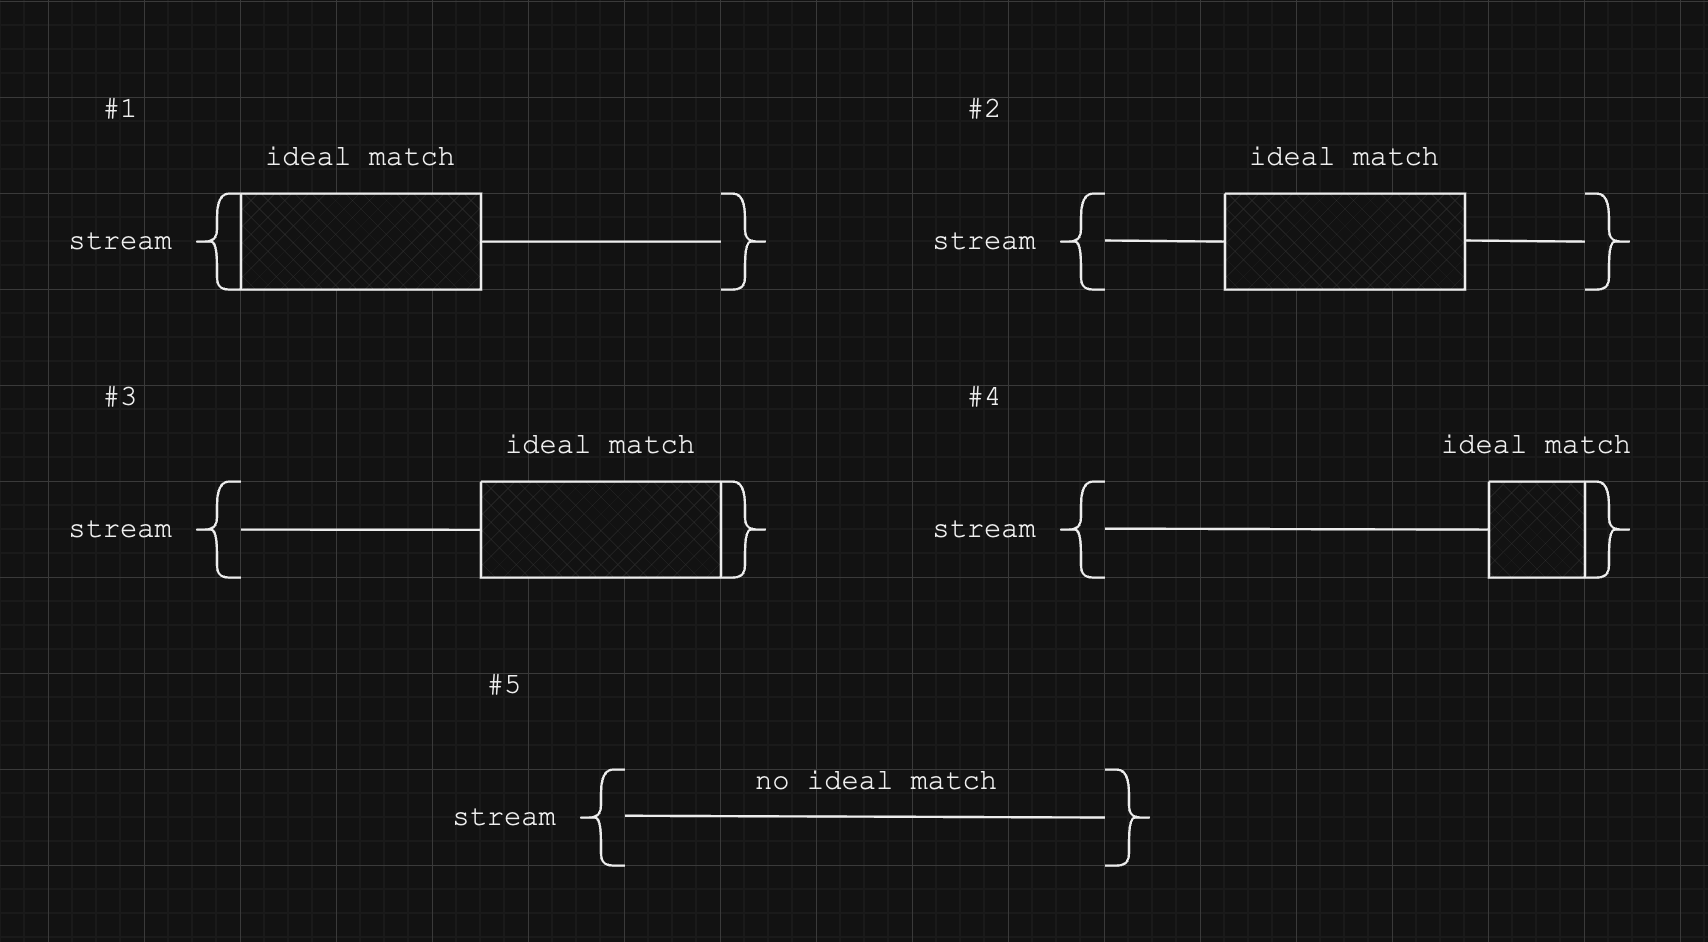 #1
ideal match
stream
#2
ideal match
stream
#3
ideal match
stream
#4
ideal match
stream
#5
no ideal match
stream